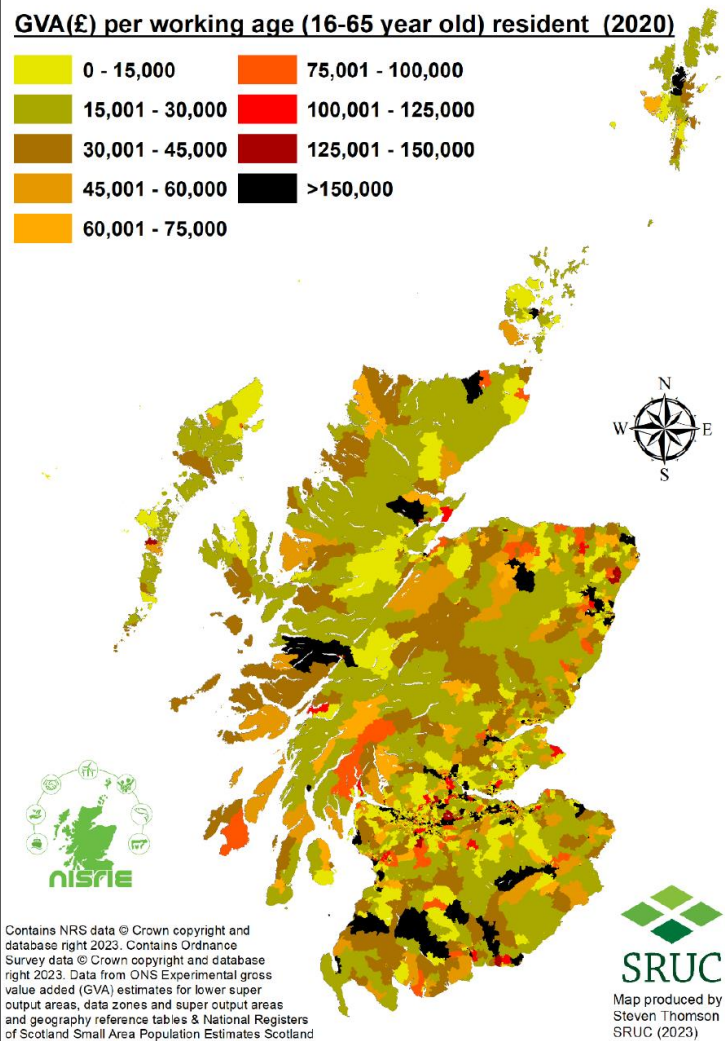 GVA(£) per working age (16-65 year old) resident (2020)
0 - 15,000
15,001 - 30,000
30,001 - 45,000
45,001 - 60,000
60,001 - 75,000
75,001 - 100,000
100,001 - 125,000
125,001 - 150,000
>150,000
N
W E
S
NISRIE
Contains NRS data © Crown copyright and
database right 2023. Contains Ordnance
Survey data © Crown copyright and database
right 2023. Data from ONS Experimental gross
value added (GVA) estimates for lower super
output areas, data zones and super output areas
and geography reference tables & National Registers
of Scotland Small Area Population Estimates Scotland
SRUC
Map produced by
Steven Thomson
SRUC (2023)